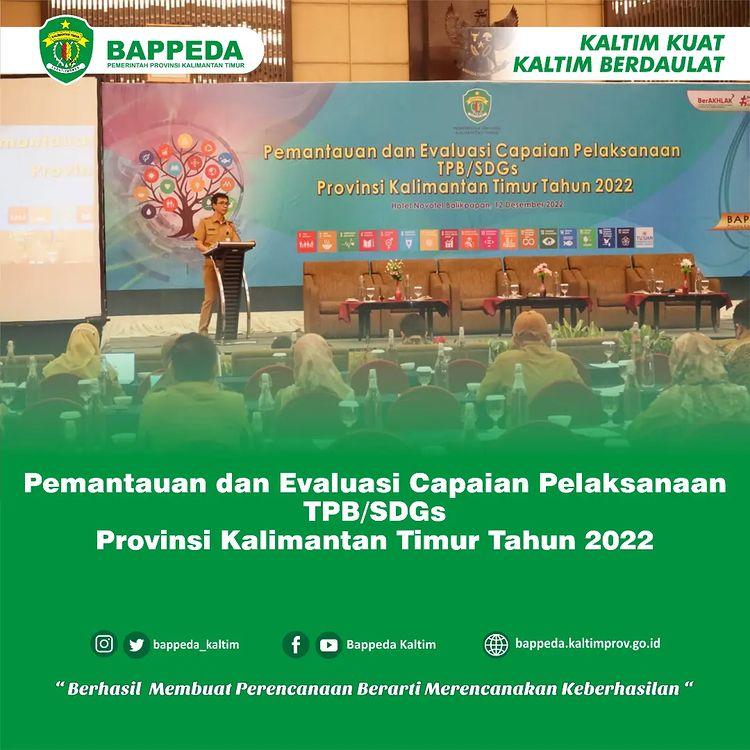 BAPPEDA
PEMERINTAH PROVINSI KALIMANTAN TIMUR
KALTIM KUAT
KALTIM BERDAULAT
BerAKHLAK
Pemantauan dan Evaluasi Capaian Pelaksanaan
TPB/SDGs
Provinsi Kalimantan Timur Tahun 2022
Hotel Novotel Balikpapan, 12 Desember 2022
BAP
Pemantauan dan Evaluasi Capaian Pelaksanaan
TPB/SDGs
Provinsi Kalimantan Timur Tahun 2022
bappeda_kaltim
Bappeda Kaltim
bappeda.kaltimprov.go.id
“ Berhasil Membuat Perencanaan Berarti Merencanakan Keberhasilan “